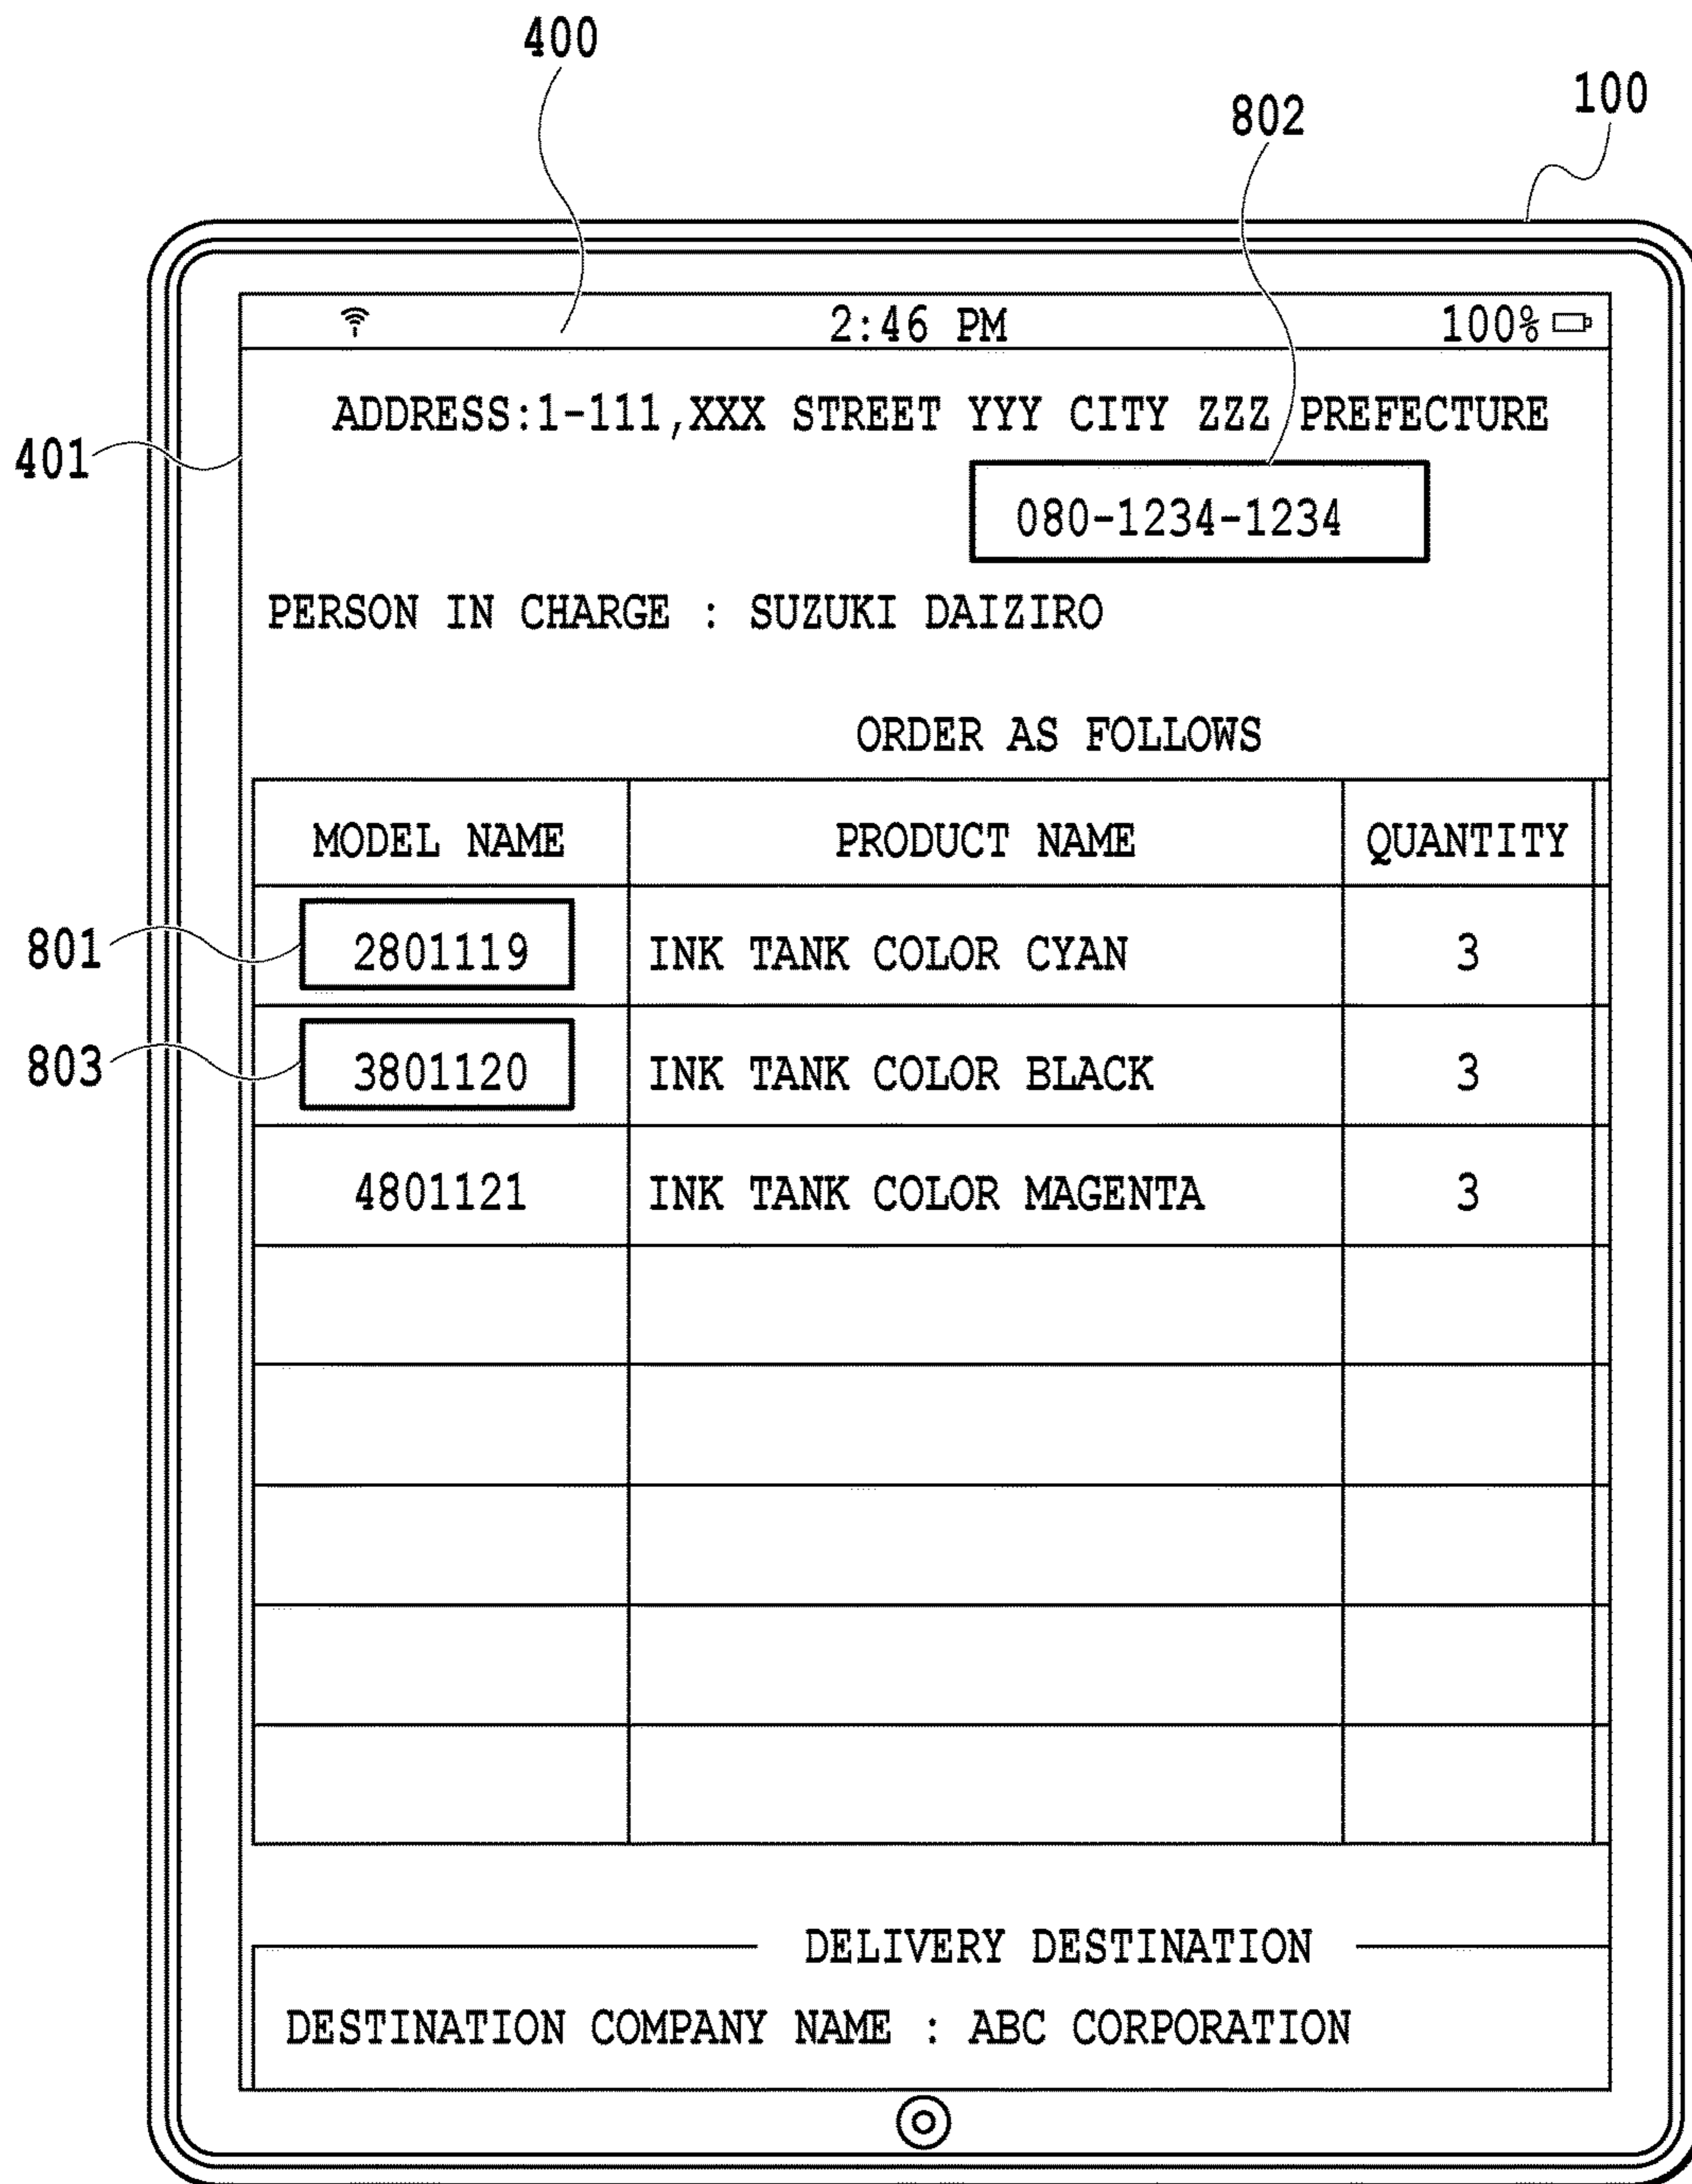 400
802
100
2:46 PM 100%
ADDRESS:1-111,XXX STREET YYY CITY ZZZ PREFECTURE
401
080-1234-1234
PERSON IN CHARGE : SUZUKI DAIZIRO
ORDER AS FOLLOWS
MODEL NAME PRODUCT NAME QUANTITY
801 2801119 INK TANK COLOR CYAN 3
803 3801120 INK TANK COLOR BLACK 3
4801121 INK TANK COLOR MAGENTA 3
DELIVERY DESTINATION
DESTINATION COMPANY NAME : ABC CORPORATION